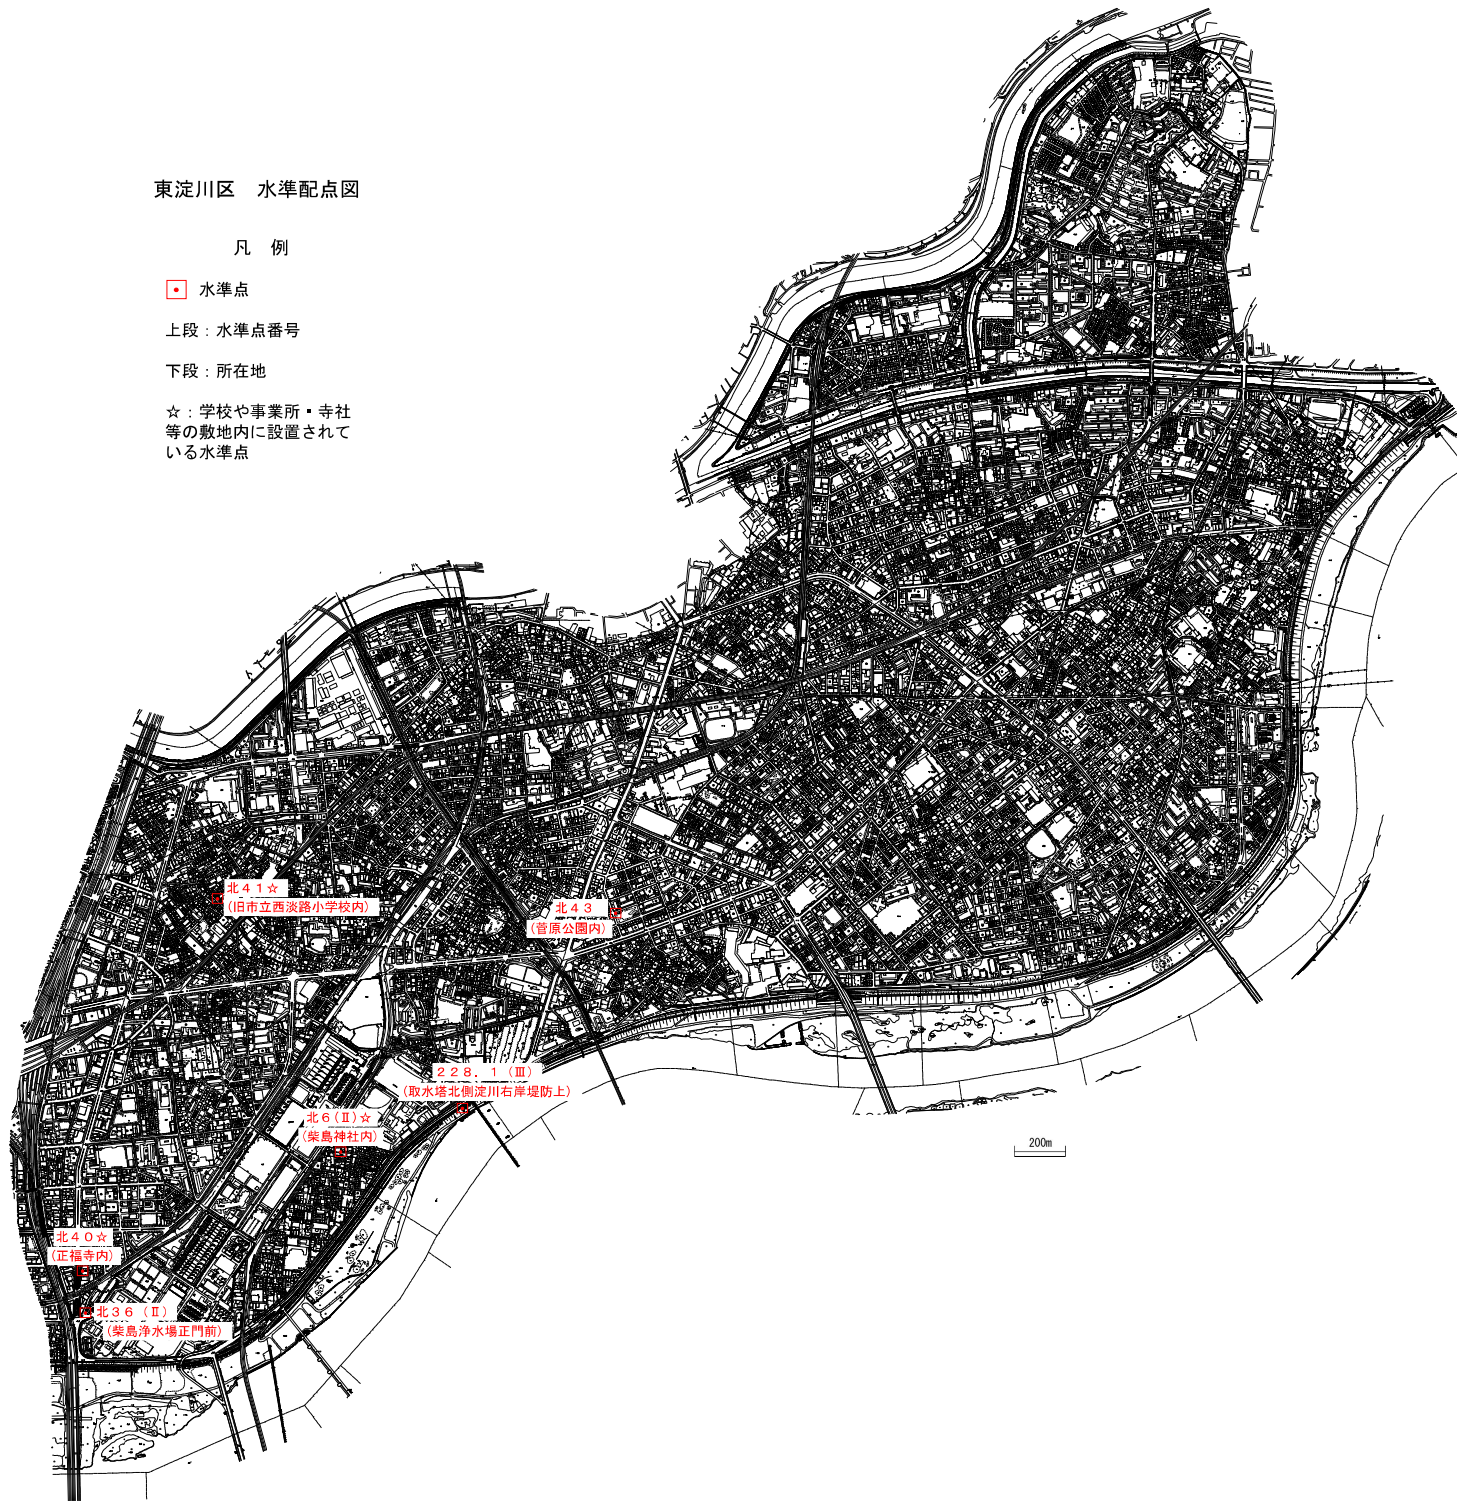 東淀川区　水準配点図
凡　例
水準点
上段：水準点番号
下段：所在地
☆：学校や事業所・寺社
等の敷地内に設置されて
いる水準点
北４１☆
(旧市立西淡路小学校内)
北４３
(菅原公園内)
２２８．１（Ⅲ）
(取水塔北側淀川右岸堤防上)
北６(Ⅱ)☆
(柴島神社内)
200m
北４０☆
(正福寺内)
北３６（Ⅱ）
(柴島浄水場正門前)